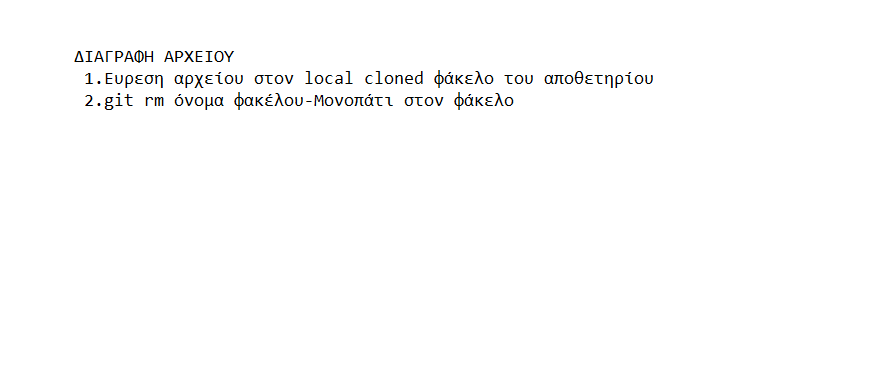 ΔΙΑΓΡΑΦΗ ΑΡΧΕΙΟΥ
1.Ευρεση αρχείου στον local cloned φάκελο του αποθετηρίου
2.git rm όνομα φακέλου-Μονοπάτι στον φάκελο